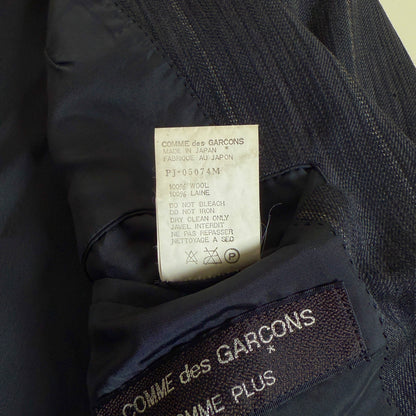 COMME des GARCONS
MADE IN JAPAN *
FABRIQUE AU JAPON
PJ-05074M
100% WOOL
100% LAINE
DO NOT BLEACH
DO NOT IRON
DRY CLEAN ONLY
JAVEL INTERDIT
NE PAS REPASSER
NETTOYAGE A SEC
COMME des GARÇONS
*
HOMME PLUS